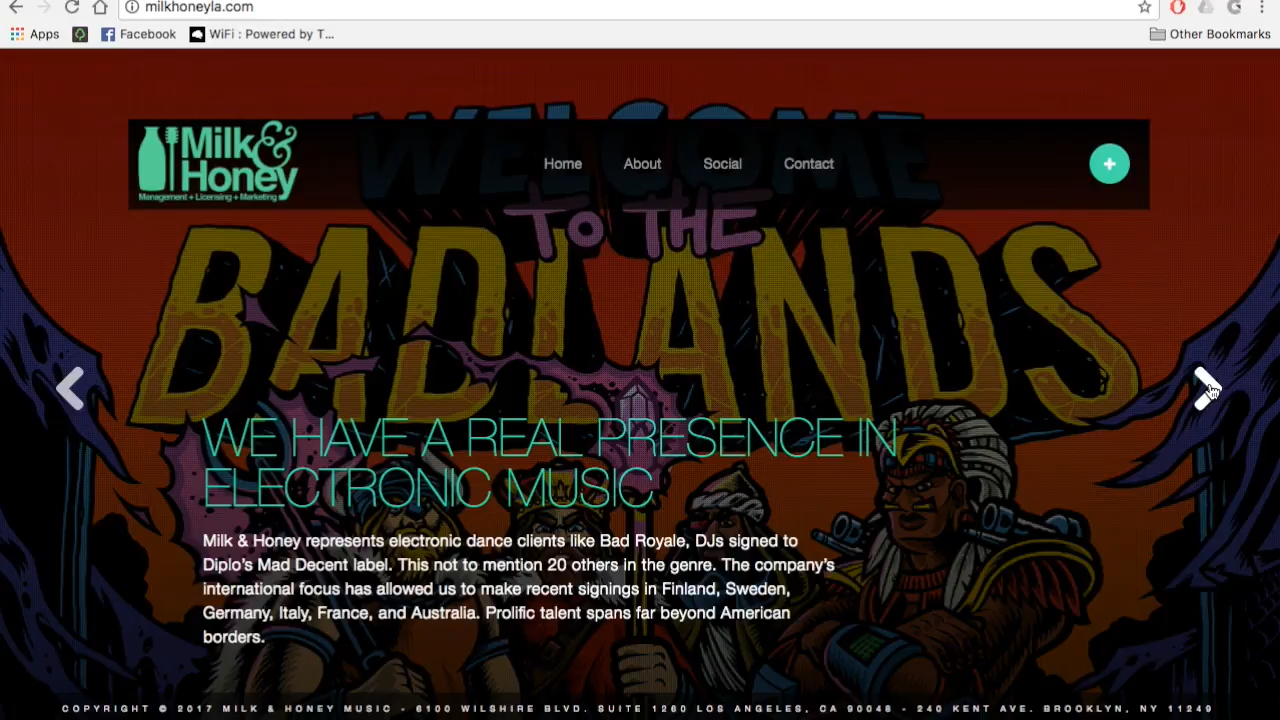 milkhoneyla.com
Apps
Facebook
WiFi : Powered by T...
Other Bookmarks
WELCOME
TO THE
BADLANDS
Milk &
Honey
Management + Licensing + Marketing
Home
About
Social
Contact
+
WE HAVE A REAL PRESENCE IN
ELECTRONIC MUSIC
Milk & Honey represents electronic dance clients like Bad Royale, DJs signed to
Diplo’s Mad Decent label. This not to mention 20 others in the genre. The company’s
international focus has allowed us to make recent signings in Finland, Sweden,
Germany, Italy, France, and Australia. Prolific talent spans far beyond American
borders.
COPYRIGHT © 2017 MILK & HONEY MUSIC - 6100 WILSHIRE BLVD. SUITE 1260 LOS ANGELES, CA 90048 - 240 KENT AVE. BROOKLYN, NY 11249